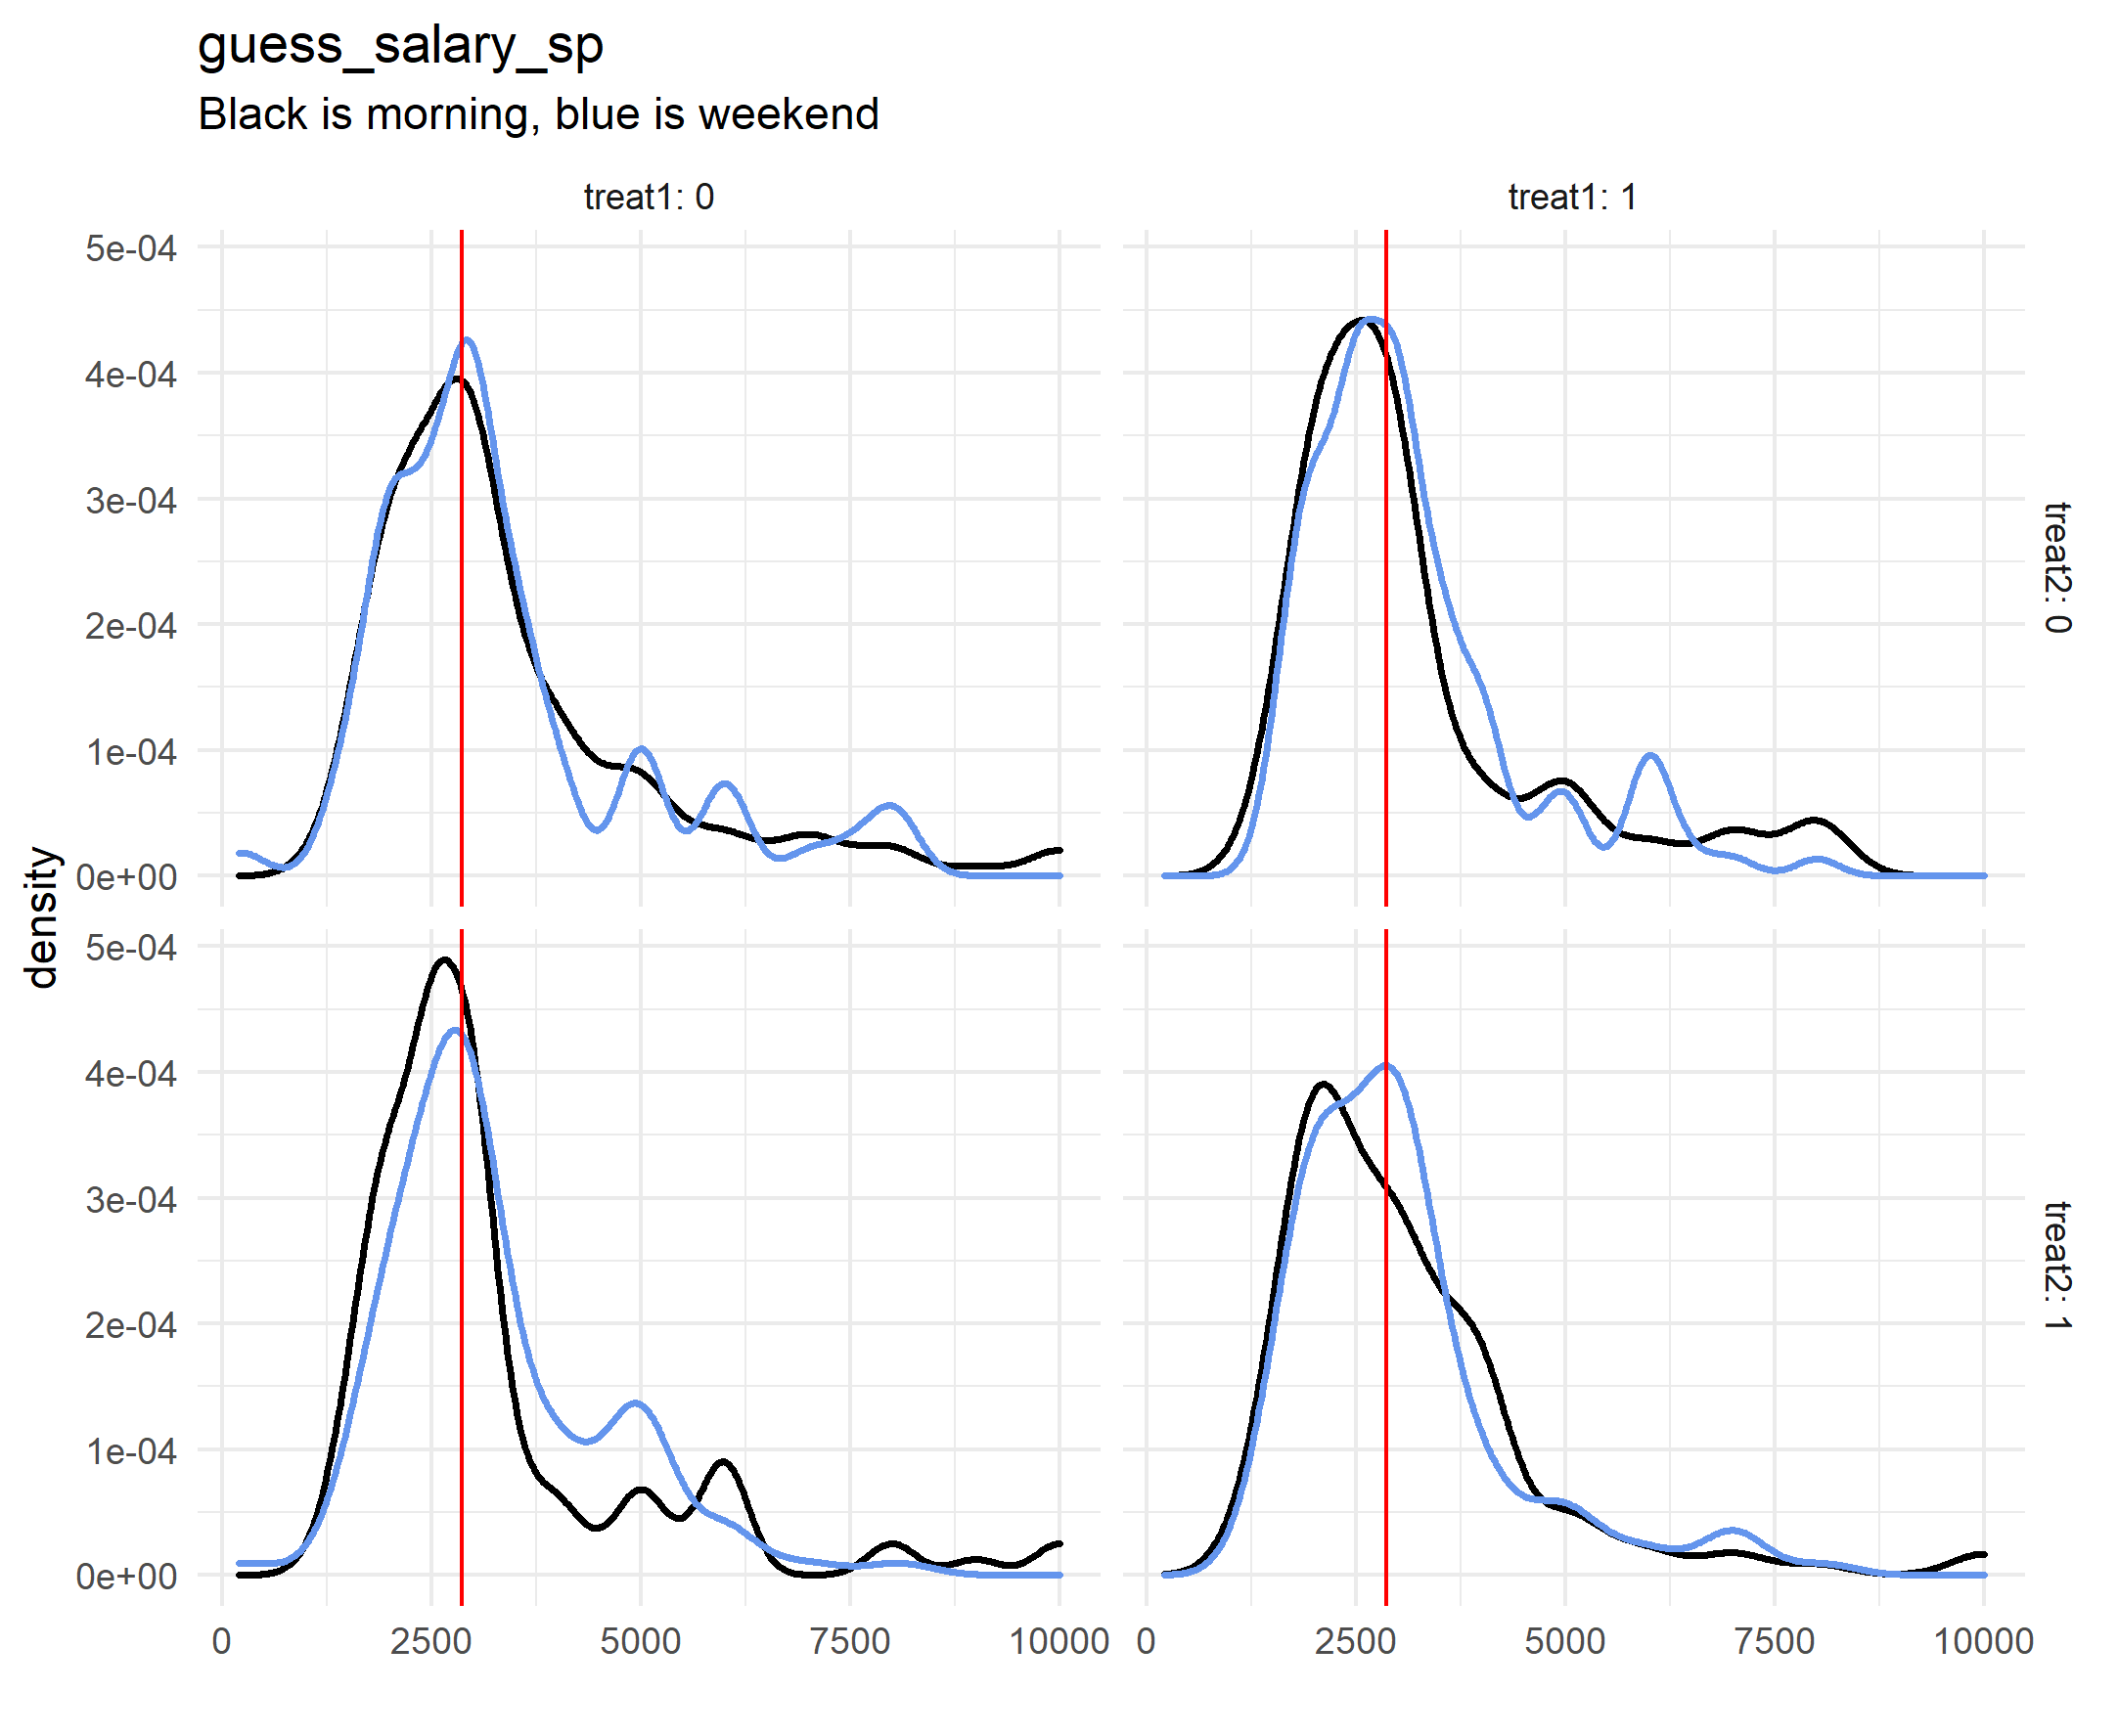 guess_salary_sp
Black is morning, blue is weekend
treat1: 0
treat1: 1
5e-04
4e-04
3e-04
2e-04
1e-04
0e+00
treat2: 0
density
5e-04
4e-04
3e-04
2e-04
1e-04
0e+00
treat2: 1
0 2500 5000 7500 10000
0 2500 5000 7500 10000